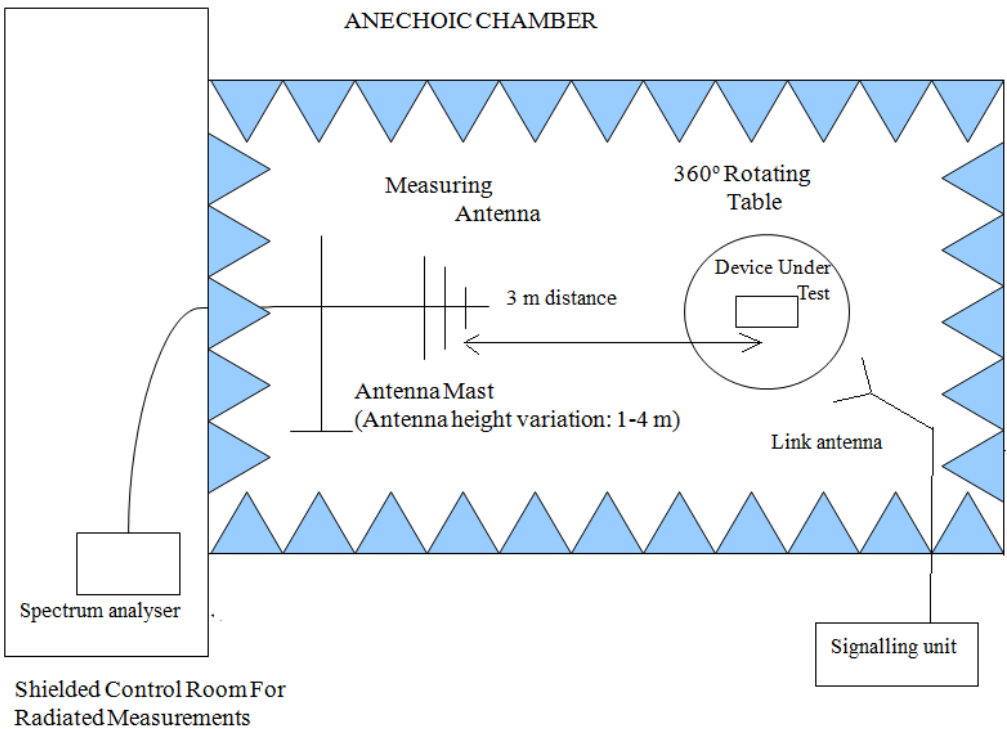 ANECHOIC CHAMBER
360º Rotating
Table
Measuring
Antenna
Device Under
Test
3 m distance
Antenna Mast
(Antenna height variation: 1-4 m)
Link antenna
Spectrum analyser
Signalling unit
Shielded Control Room For
Radiated Measurements